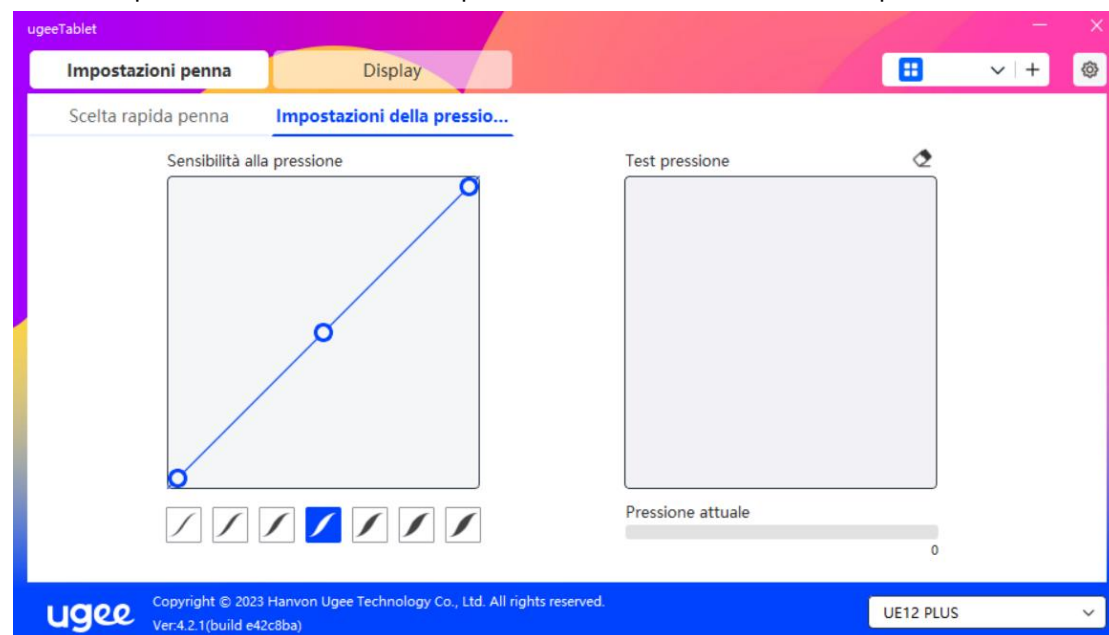 ugeeTablet
Impostazioni penna
Display
Scelta rapida penna
Impostazioni della pressio...
Sensibilità alla pressione
Test pressione
Pressione attuale
0
ugee
Copyright © 2023 Hanvon Ugee Technology Co., Ltd. All rights reserved.
Ver:4.2.1(build e42c8ba)
UE12 PLUS